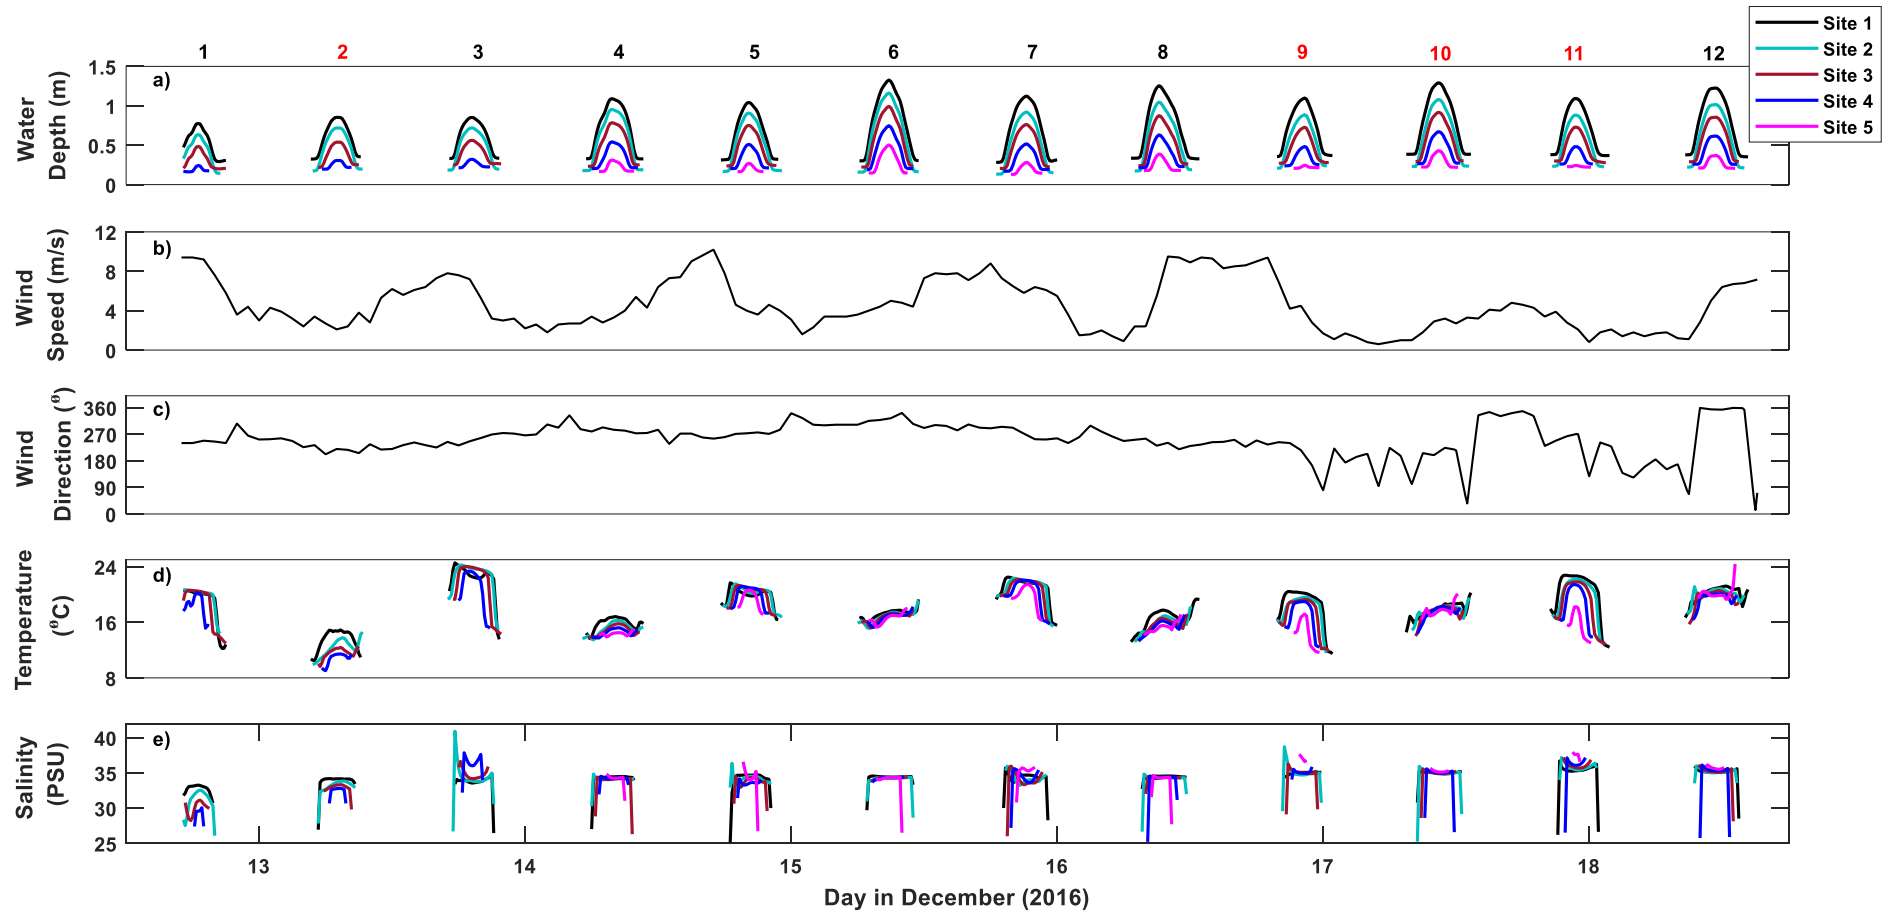 Site 1
Site 2
Site 3
Site 4
Site 5
1 2 3 4 5 6 7 8 9 10 11 12
a)
Water
Depth (m)
1.5
1
0.5
0
b)
Wind
Speed (m/s)
12
8
4
0
c)
Wind
Direction (º)
360
270
180
90
0
d)
Temperature
(ºC)
24
16
8
e)
Salinity
(PSU)
40
35
30
25
13 14 15 16 17 18
Day in December (2016)